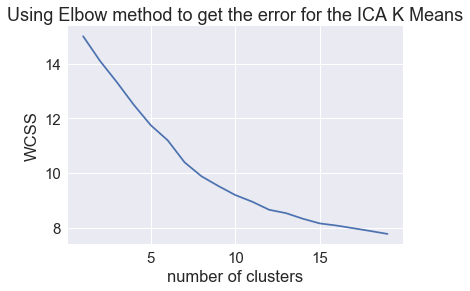 Using Elbow method to get the error for the ICA K Means
14
12
10
8
WCSS
5 10 15
number of clusters